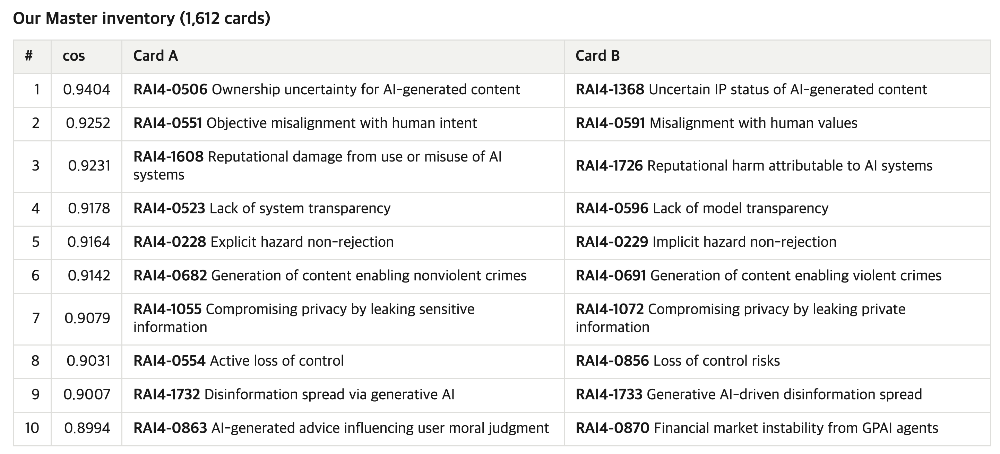 Our Master inventory (1,612 cards)
# cos Card A Card B
1 0.9404 RAI4-0506 Ownership uncertainty for AI-generated content RAI4-1368 Uncertain IP status of AI-generated content
2 0.9252 RAI4-0551 Objective misalignment with human intent RAI4-0591 Misalignment with human values
3 0.9231 RAI4-1608 Reputational damage from use or misuse of AI
systems RAI4-1726 Reputational harm attributable to AI systems
4 0.9178 RAI4-0523 Lack of system transparency RAI4-0596 Lack of model transparency
5 0.9164 RAI4-0228 Explicit hazard non-rejection RAI4-0229 Implicit hazard non-rejection
6 0.9142 RAI4-0682 Generation of content enabling nonviolent crimes RAI4-0691 Generation of content enabling violent crimes
7 0.9079 RAI4-1055 Compromising privacy by leaking sensitive
information RAI4-1072 Compromising privacy by leaking private
information
8 0.9031 RAI4-0554 Active loss of control RAI4-0856 Loss of control risks
9 0.9007 RAI4-1732 Disinformation spread via generative AI RAI4-1733 Generative AI-driven disinformation spread
10 0.8994 RAI4-0863 AI-generated advice influencing user moral judgment RAI4-0870 Financial market instability from GPAI agents